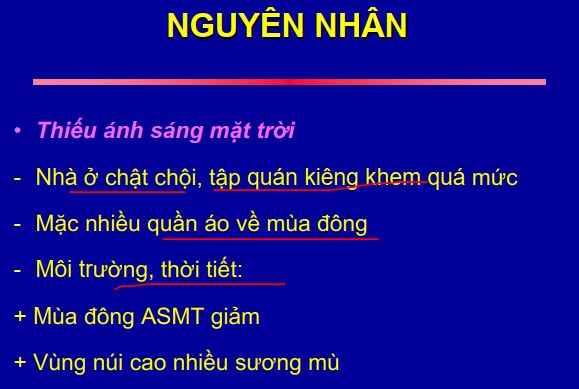 NGUYÊN NHÂN
• Thiếu ánh sáng mặt trời
- Nhà ở chật chội, tập quán kiêng khem quá mức
- Mặc nhiều quần áo về mùa đông
- Môi trường, thời tiết:
+ Mùa đông ASMT giảm
+ Vùng núi cao nhiều sương mù